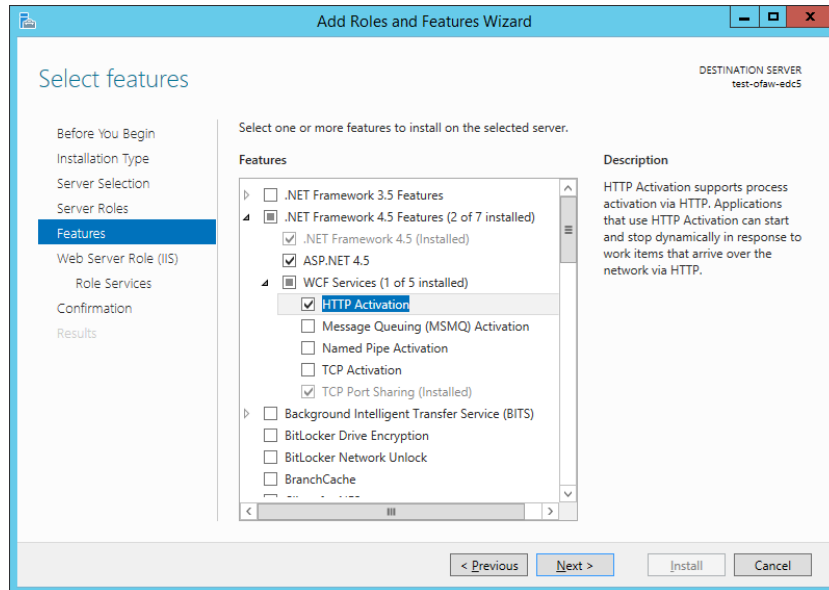 Add Roles and Features Wizard
x
Select features
DESTINATION SERVER
test-ofaw-edc5
Before You Begin
Installation Type
Server Selection
Server Roles
Features
Web Server Role (IIS)
Role Services
Confirmation
Results
Select one or more features to install on the selected server.
Features
.NET Framework 3.5 Features
.NET Framework 4.5 Features (2 of 7 installed)
.NET Framework 4.5 (Installed)
ASP.NET 4.5
WCF Services (1 of 5 installed)
HTTP Activation
Message Queuing (MSMQ) Activation
Named Pipe Activation
TCP Activation
TCP Port Sharing (Installed)
Background Intelligent Transfer Service (BITS)
BitLocker Drive Encryption
BitLocker Network Unlock
BranchCache
Description
HTTP Activation supports process
activation via HTTP. Applications
that use HTTP Activation can start
and stop dynamically in response to
work items that arrive over the
network via HTTP.
< Previous
Next >
Install
Cancel